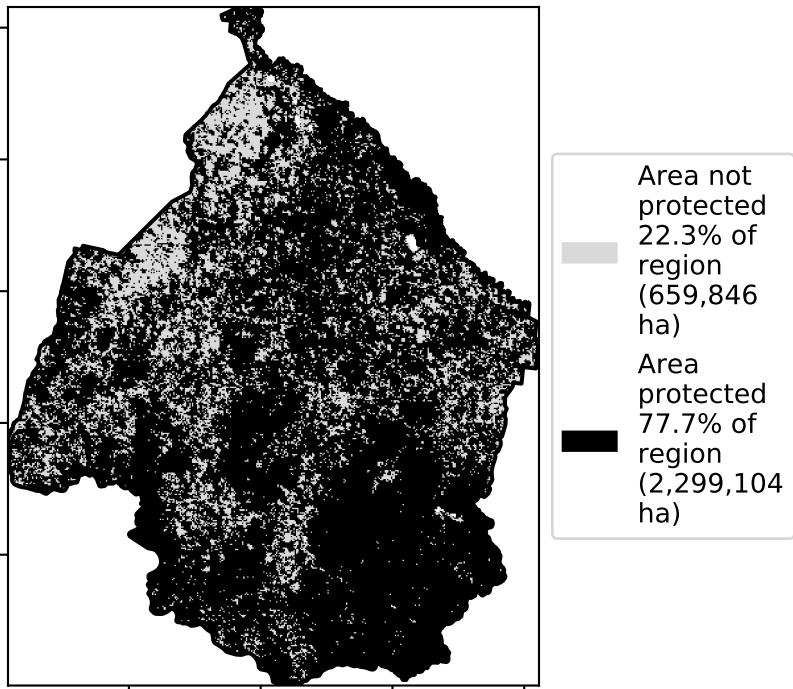 Area not
protected
22.3% of
region
(659,846
ha)
Area
protected
77.7% of
region
(2,299,104
ha)